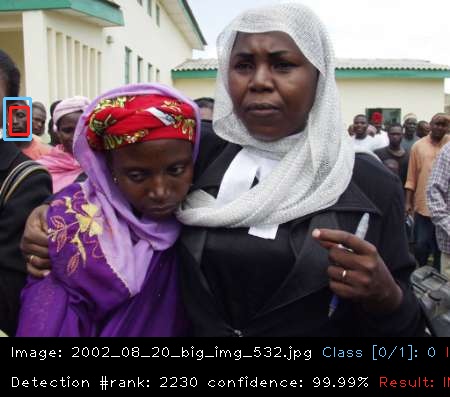 Image: 2002_08_20_big_img_532.jpg Class [0/1]: 0
Detection #rank: 2230 confidence: 99.99% Result: